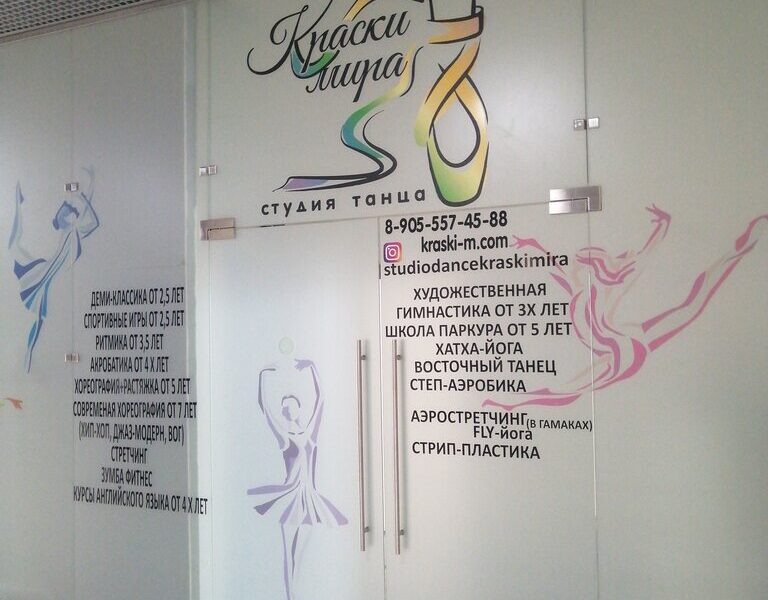 Краски
мира
студия танца
8-905-557-45-88
kraski-m.com
studiodancekraskimira
ДЕМИ-КЛАССИКА ОТ 2,5 ЛЕТ
СПОРТИВНЫЕ ИГРЫ ОТ 2,5 ЛЕТ
РИТМИКА ОТ 3,5 ЛЕТ
АКРОБАТИКА ОТ 4 Х ЛЕТ
ХОРЕОГРАФИЯ+РАСТЯЖКА ОТ 5 ЛЕТ
СОВРЕМЕНАЯ ХОРЕОГРАФИЯ ОТ 7 ЛЕТ
(ХИП-ХОП, ДЖАЗ-МОДЕРН, ВОГ)
СТРЕТЧИНГ
ЗУМБА ФИТНЕС
КУРСЫ АНГЛИЙСКОГО ЯЗЫКА ОТ 4 Х ЛЕТ
ХУДОЖЕСТВЕННАЯ
ГИМНАСТИКА ОТ 3Х ЛЕТ
ШКОЛА ПАРКУРА ОТ 5 ЛЕТ
ХАТХА-ЙОГА
ВОСТОЧНЫЙ ТАНЕЦ
СТЕП-АЭРОБИКА
АЭРОСТРЕТЧИНГ(В ГАМАКАХ)
FLY-йога
СТРИП-ПЛАСТИКА